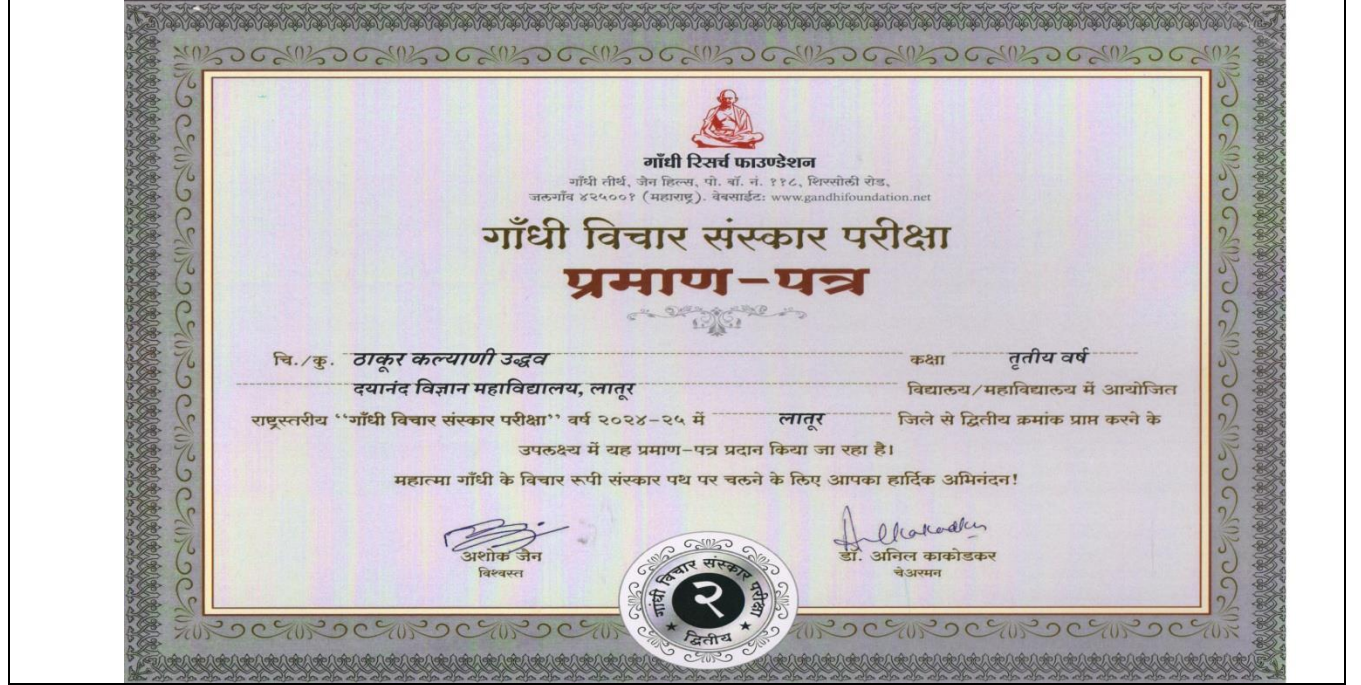 गाँधी रिसर्च फाउण्डेशन
गाँधी तीर्थ, जैन हिल्स, पो. बॉ. नं. ११८, शिरसोली रोड,
जलगाँव ४२५००१ (महाराष्ट्र). वेबसाईट: www.gandhifoundation.net
गाँधी विचार संस्कार परीक्षा
प्रमाण-पत्र
चि./कु. ठाकूर कल्याणी उद्धव कक्षा तृतीय वर्ष
दयानंद विज्ञान महाविद्यालय, लातूर विद्यालय/महाविद्यालय में आयोजित
राष्ट्रस्तरीय ‘‘गाँधी विचार संस्कार परीक्षा’’ वर्ष २०२४-२५ में लातूर जिले से द्वितीय क्रमांक प्राप्त करने के
उपलक्ष्य में यह प्रमाण-पत्र प्रदान किया जा रहा है।
महात्मा गाँधी के विचार रूपी संस्कार पथ पर चलने के लिए आपका हार्दिक अभिनंदन!
अशोक जैन
विश्वस्त
डॉ. अनिल काकोडकर
चेअरमन
गांधी विचार संस्कार परीक्षा
२
द्वितीय